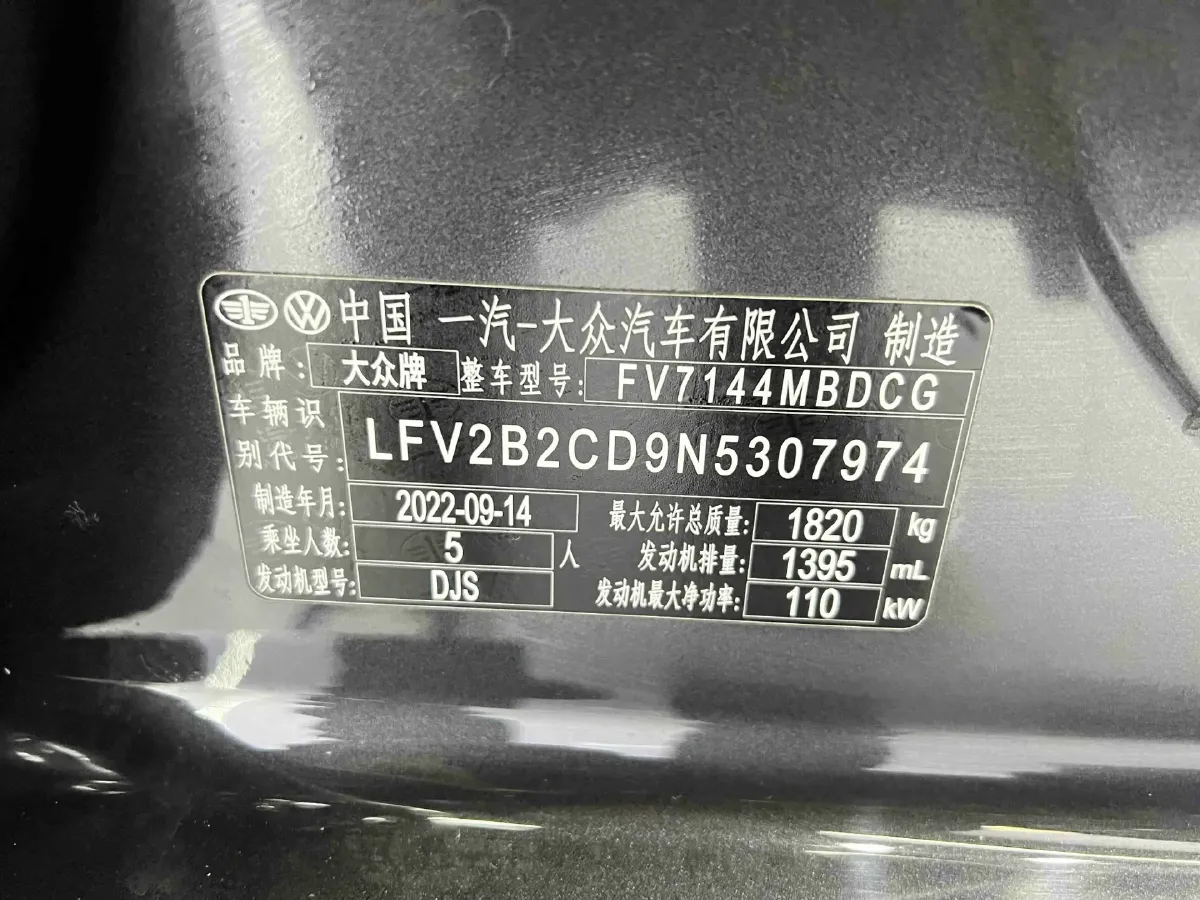 中国 一汽-大众汽车有限公司 制造
品牌: 大众牌 整车型号: FV7144MBDCG
车辆识别代号: LFV2B2CD9N5307974
制造年月: 2022-09-14 最大允许总质量: 1820 kg
乘坐人数: 5 人 发动机排量: 1395 mL
发动机型号: DJS 发动机最大净功率: 110 kW